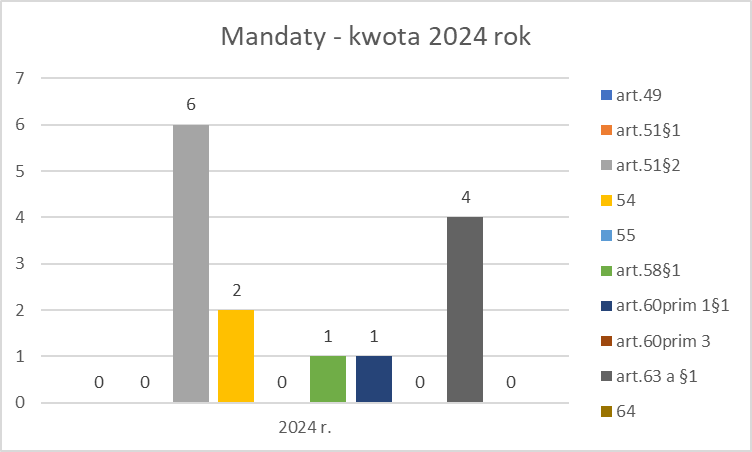 Mandaty - kwota 2024 rok
7
6
5
4
3
2
1
0
0
0
6
2
0
1
1
0
4
0
2024 r.
art.49
art.51§1
art.51§2
54
55
art.58§1
art.60prim 1§1
art.60prim 3
art.63 a §1
64